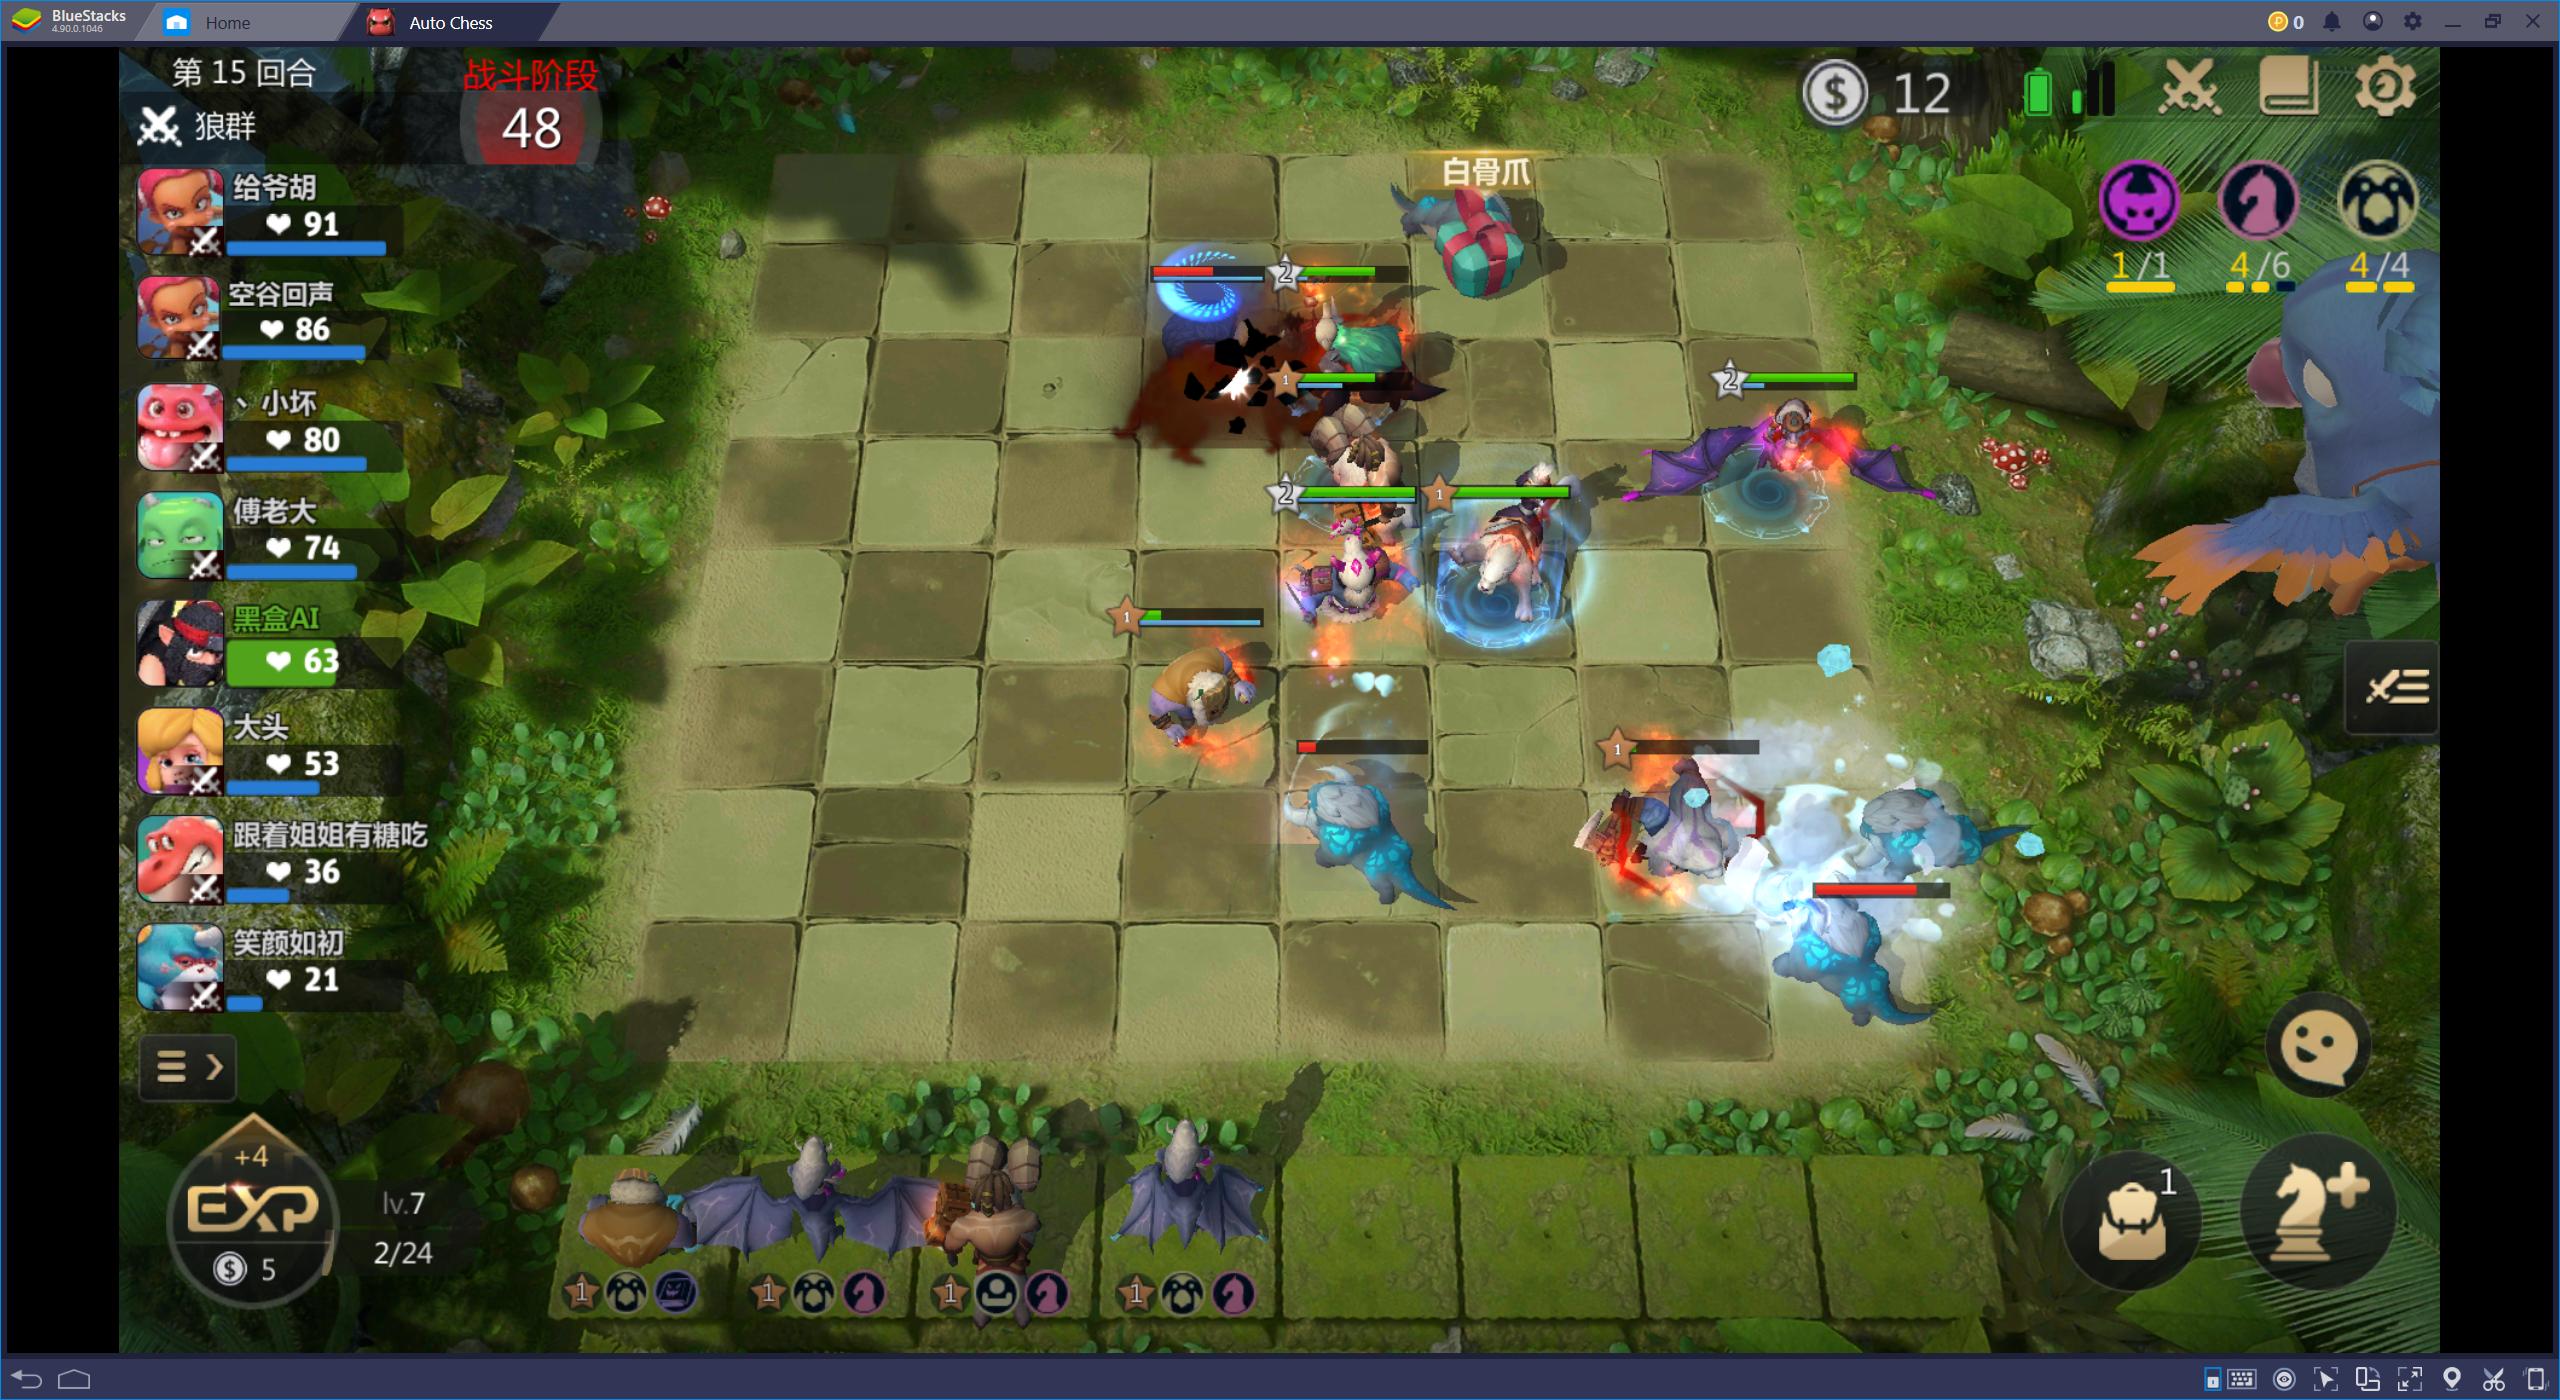 BlueStacks
4.90.0.1046
Home
Auto Chess
0
第 15 回合
战斗阶段
狼群
48
12
白骨爪
1/1
4/6
4/4
给爷胡
91
空谷回声
86
丶小坏
80
傅老大
74
黑盒AI
63
大头
53
跟着姐姐有糖吃
36
笑颜如初
21
2
1
2
2
1
1
1
+4
EXP
5
lv.7
2/24
1
1
1
1
1